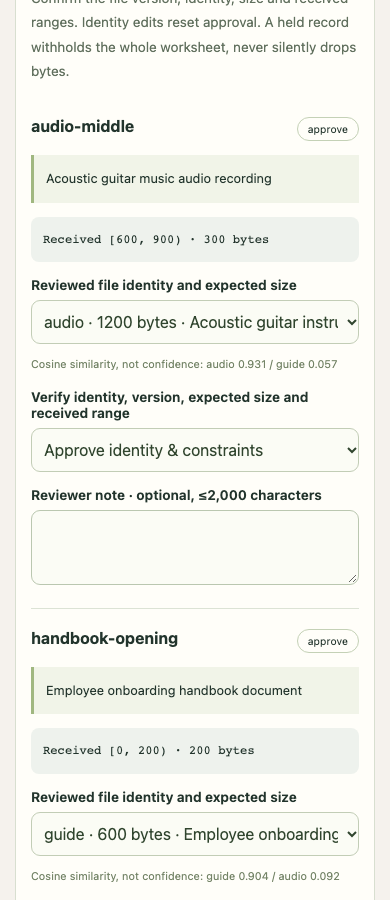 Confirm the file version, identity, size and received
ranges. Identity edits reset approval. A held record
withholds the whole worksheet, never silently drops
bytes.
audio-middle
approve
Acoustic guitar music audio recording
Received [600, 900) · 300 bytes
Reviewed file identity and expected size
audio · 1200 bytes · Acoustic guitar instru
Cosine similarity, not confidence: audio 0.931 / guide 0.057
Verify identity, version, expected size and
received range
Approve identity & constraints
Reviewer note · optional, ≤2,000 characters
handbook-opening
approve
Employee onboarding handbook document
Received [0, 200) · 200 bytes
Reviewed file identity and expected size
guide · 600 bytes · Employee onboarding
Cosine similarity, not confidence: guide 0.904 / audio 0.092